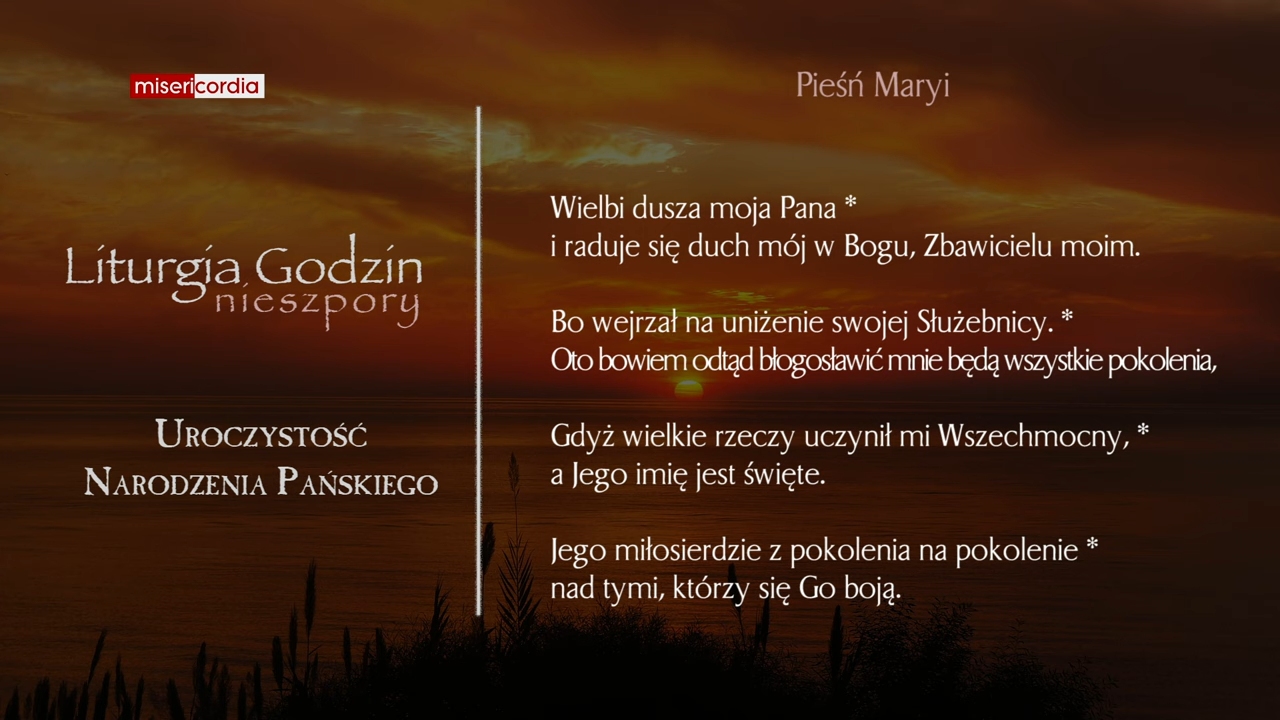 misericordia
Liturgia Godzin
nieszpory
Uroczystość
Narodzenia Pańskiego
Pieśń Maryi
Wielbi dusza moja Pana *
i raduje się duch mój w Bogu, Zbawicielu moim.
Bo wejrzał na uniżenie swojej Służebnicy. *
Oto bowiem odtąd błogosławić mnie będą wszystkie pokolenia,
Gdyż wielkie rzeczy uczynił mi Wszechmocny, *
a Jego imię jest święte.
Jego miłosierdzie z pokolenia na pokolenie *
nad tymi, którzy się Go boją.